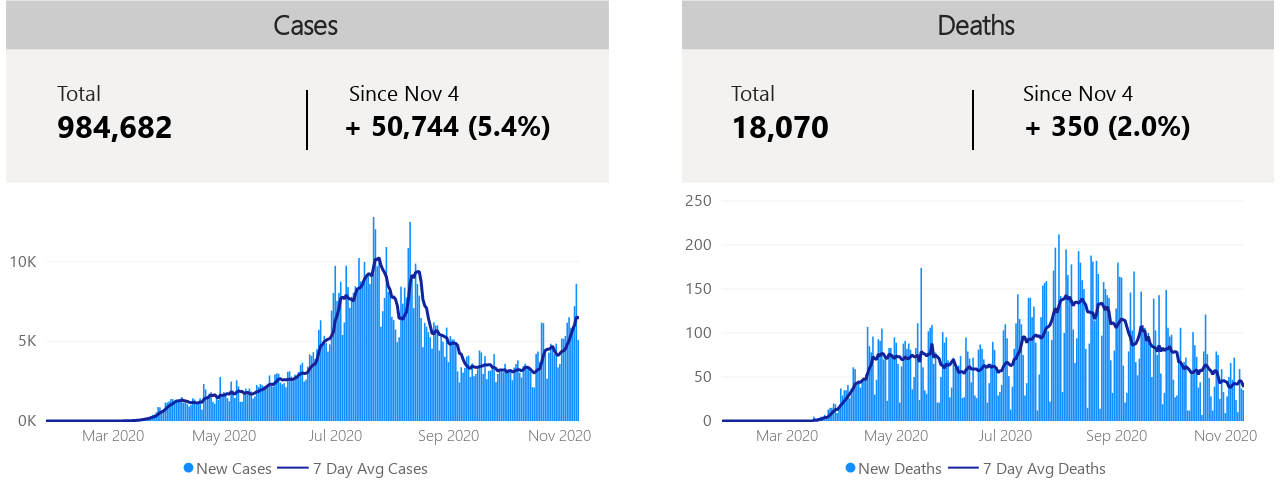 Cases
Total
984,682
Since Nov 4
+ 50,744 (5.4%)
10K
5K
0K
Mar 2020 May 2020 Jul 2020 Sep 2020 Nov 2020
New Cases 7 Day Avg Cases
Deaths
Total
18,070
Since Nov 4
+ 350 (2.0%)
250
200
150
100
50
0
Mar 2020 May 2020 Jul 2020 Sep 2020 Nov 2020
New Deaths 7 Day Avg Deaths